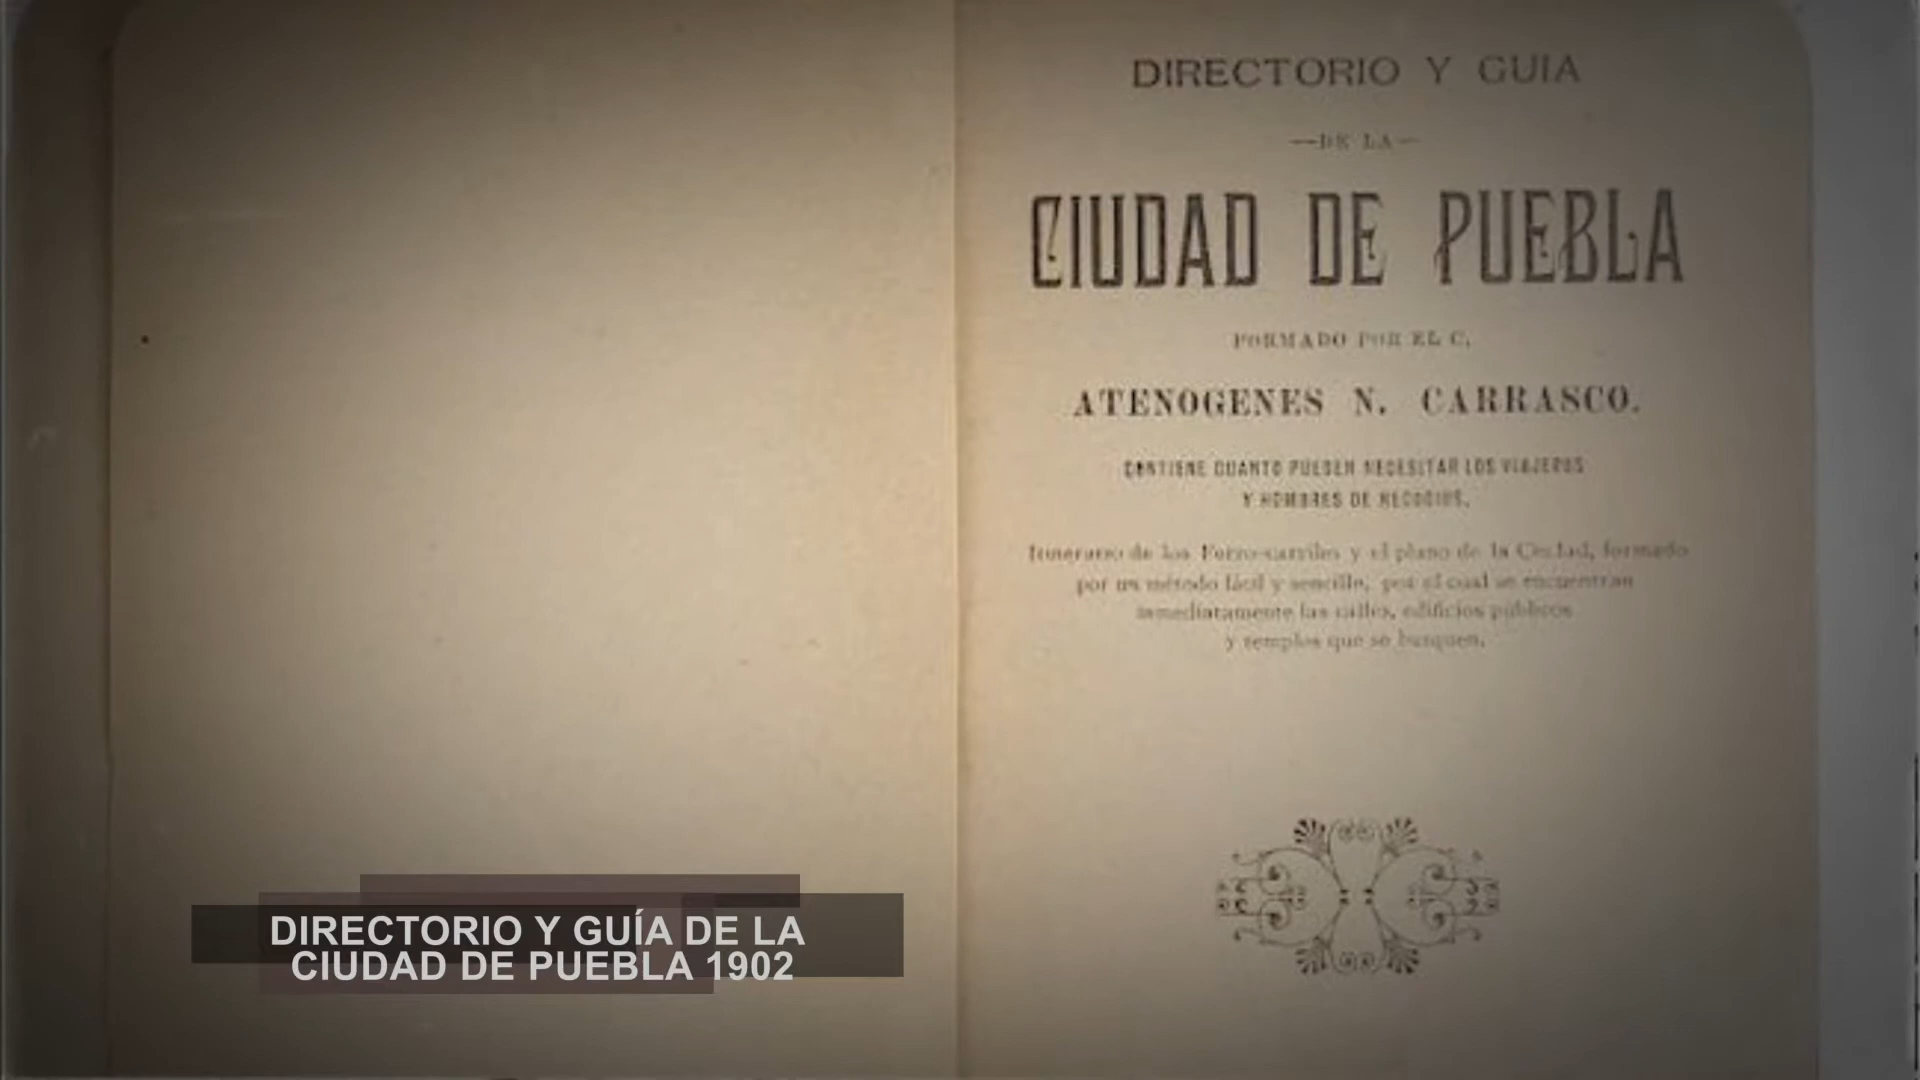 DIRECTORIO Y GUIA
—DE LA—
CIUDAD DE PUEBLA
FORMADO POR EL C.
ATENOGENES N. CARRASCO.
CONTIENE CUANTO PUEDEN NECESITAR LOS VIAJEROS
Y HOMBRES DE NEGOCIOS.
Itinerario de los Ferro-carriles y el plano de la Ciudad, formado
por un método fácil y sencillo, por el cual se encuentran
inmediatamente las calles, edificios públicos
y templos que se busquen.
DIRECTORIO Y GUÍA DE LA
CIUDAD DE PUEBLA 1902